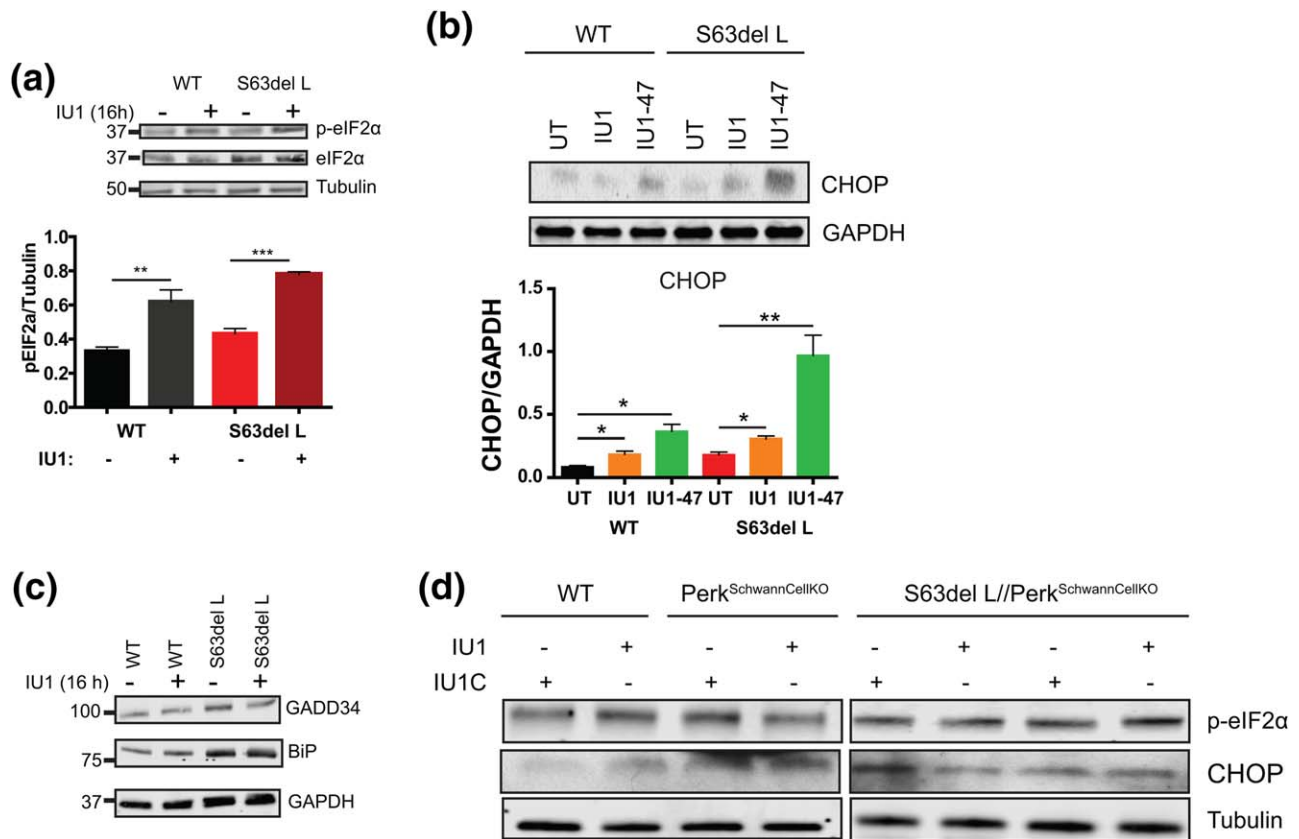 (a)
WT S63del L
IU1 (16h) - + - +
37 p-eIF2α
37 eIF2α
50 Tubulin
1.0
0.8
0.6
0.4
0.2
0.0
pEIF2a/Tubulin
** ***
WT S63del L
IU1: - + - +
(b)
WT S63del L
UT IU1 IU1-47 UT IU1 IU1-47
CHOP
GAPDH
CHOP
1.5
1.0
0.5
0.0
CHOP/GAPDH
* * * **
UT IU1 IU1-47 UT IU1 IU1-47
WT S63del L
(c)
WT WT S63del L S63del L
IU1 (16 h) - + - +
100 GADD34
75 BiP
37 GAPDH
(d)
WT Perk^SchwannCellKO S63del L//Perk^SchwannCellKO
IU1 - + - + - + - +
IU1C + - + - + - + -
p-eIF2α
CHOP
Tubulin